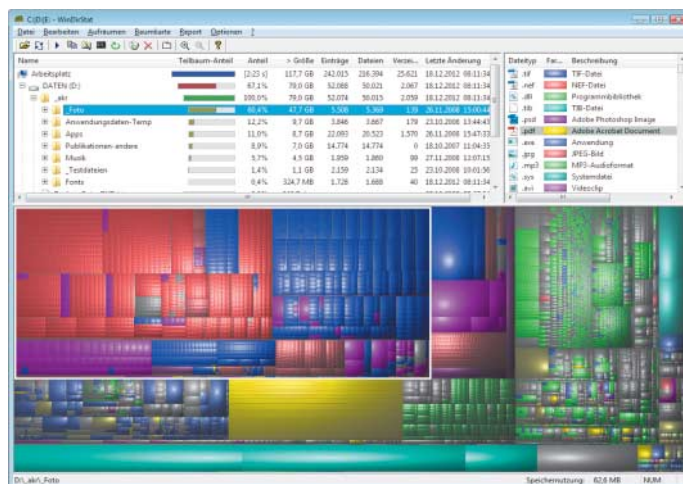 C:|D:|E: - WinDirStat
Datei Bearbeiten Aufräumen Baumkarte Report Optionen ?
Name Teilbaum-Anteil Anteil > Größe Einträge Dateien Verzei... Letzte Änderung
Arbeitsplatz [2:23 s] 117,7 GB 242.015 216.394 25.621 18.12.2012 08:11:34
DATEN (D:) 67,1% 79,0 GB 52.088 50.021 2.067 18.12.2012 08:11:34
_akr 100,0% 79,0 GB 52.074 50.015 2.059 18.12.2012 08:11:34
_Foto 60,4% 47,7 GB 5.508 5.369 139 26.11.2008 15:00:44
Anwendungsdaten-Temp 12,2% 9,7 GB 3.846 3.667 179 23.10.2008 13:44:43
Apps 11,0% 8,7 GB 22.093 20.523 1.570 26.11.2008 15:47:33
Publikationen-andere 8,9% 7,0 GB 14.774 14.774 0 18.10.2007 11:04:33
Musik 5,7% 4,5 GB 1.959 1.860 99 27.11.2008 12:07:15
_Testdateien 1,4% 1,1 GB 2.159 2.134 25 23.10.2008 19:01:56
Fonts 0,4% 324,7 MB 1.726 1.686 40 18.12.2012 08:11:34
Dateityp Far... Beschreibung
.tif TIF-Datei
.nef NEF-Datei
.dll Programmbibliothek
.tib TIB-Datei
.psd Adobe Photoshop Image
.pdf Adobe Acrobat Document
.exe Anwendung
.jpg JPEG-Bild
.mp3 MP3-Audioformat
.sys Systemdatei
.avi Videoclip
D:\_akr\_Foto Speichernutzung: 62,6 MB NUM